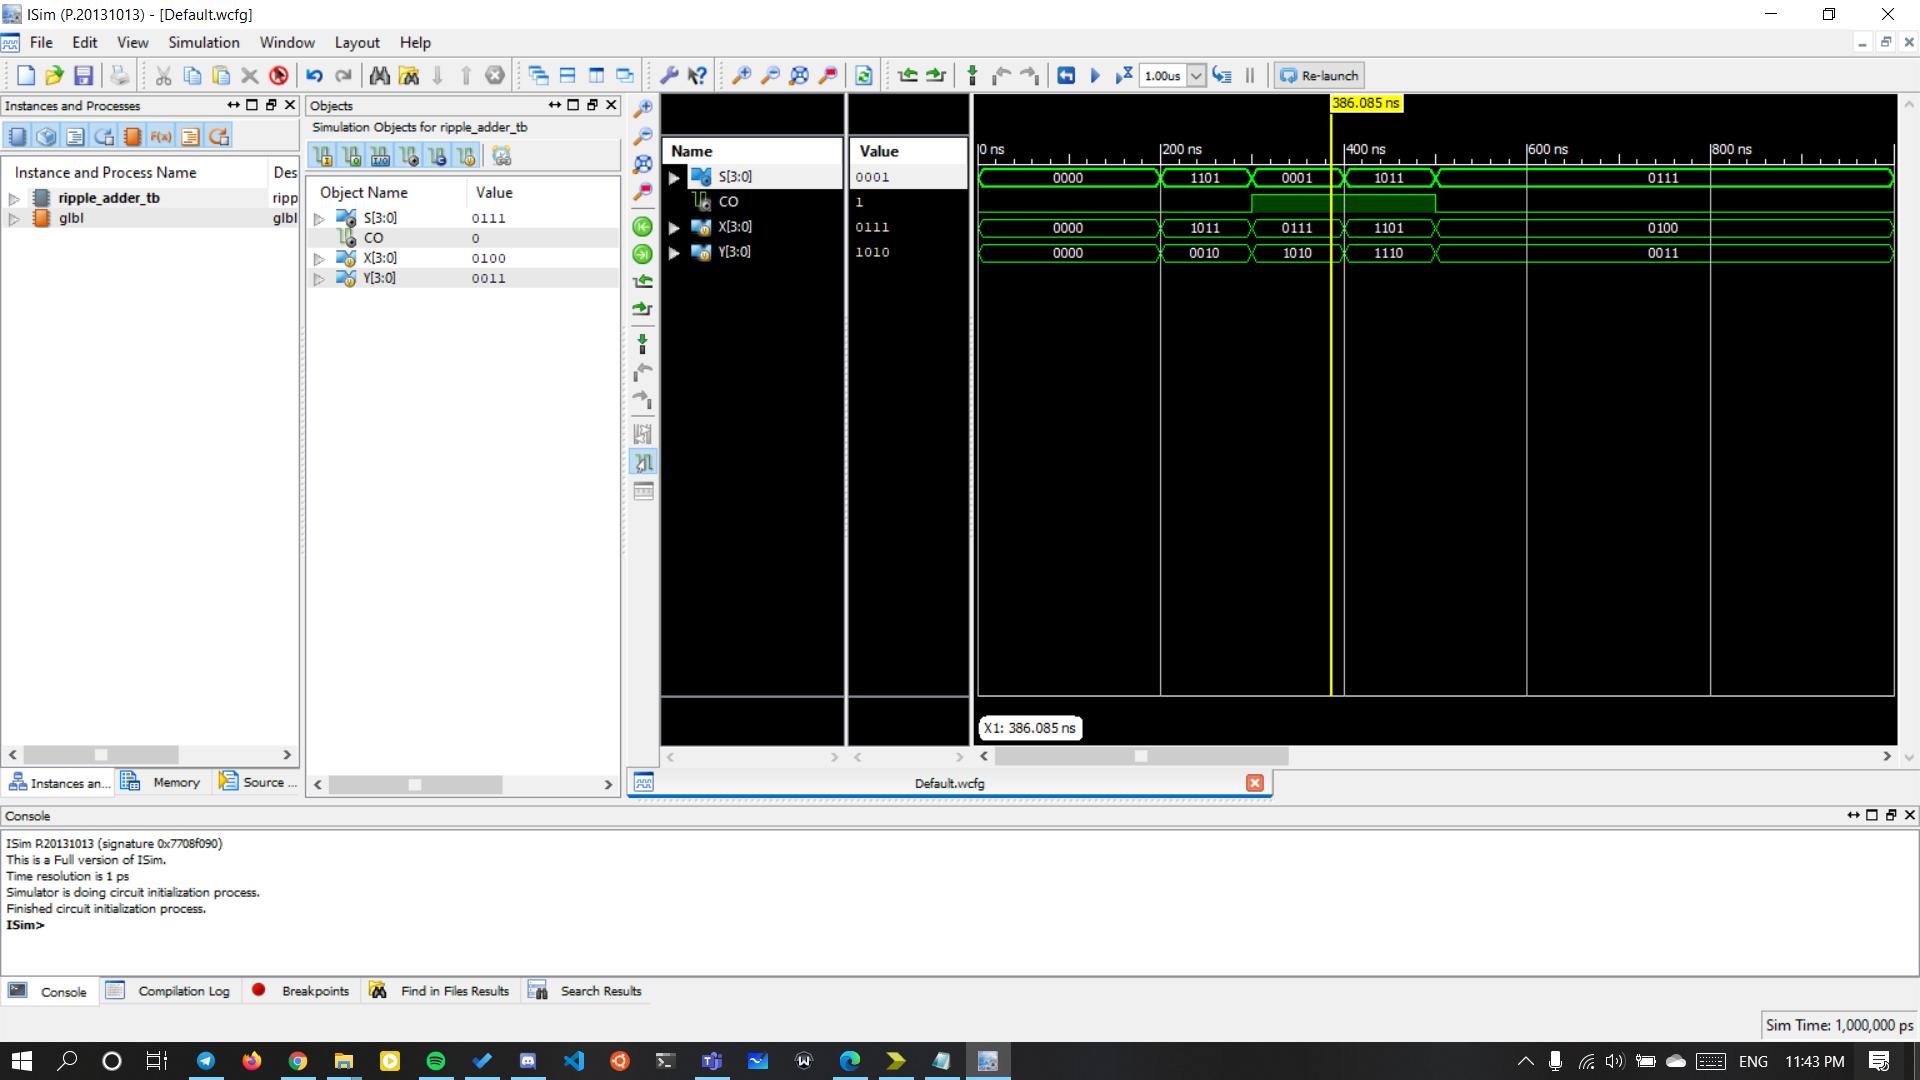 ISim (P.20131013) - [Default.wcfg]
File Edit View Simulation Window Layout Help
1.00us Re-launch
Instances and Processes
Instance and Process Name Des
ripple_adder_tb ripp
glbl glbl
Instances an... Memory Source ...
Objects
Simulation Objects for ripple_adder_tb
Object Name Value
S[3:0] 0111
CO 0
X[3:0] 0100
Y[3:0] 0011
Name Value
S[3:0] 0001
CO 1
X[3:0] 0111
Y[3:0] 1010
386.085 ns
0 ns 200 ns 400 ns 600 ns 800 ns
0000 1101 0001 1011 0111
0000 1011 0111 1101 0100
0000 0010 1010 1110 0011
X1: 386.085 ns
Default.wcfg
Console
ISim P.20131013 (signature 0x7708f090)
This is a Full version of ISim.
Time resolution is 1 ps
Simulator is doing circuit initialization process.
Finished circuit initialization process.
ISim>
Console Compilation Log Breakpoints Find in Files Results Search Results
Sim Time: 1,000,000 ps
ENG 11:43 PM